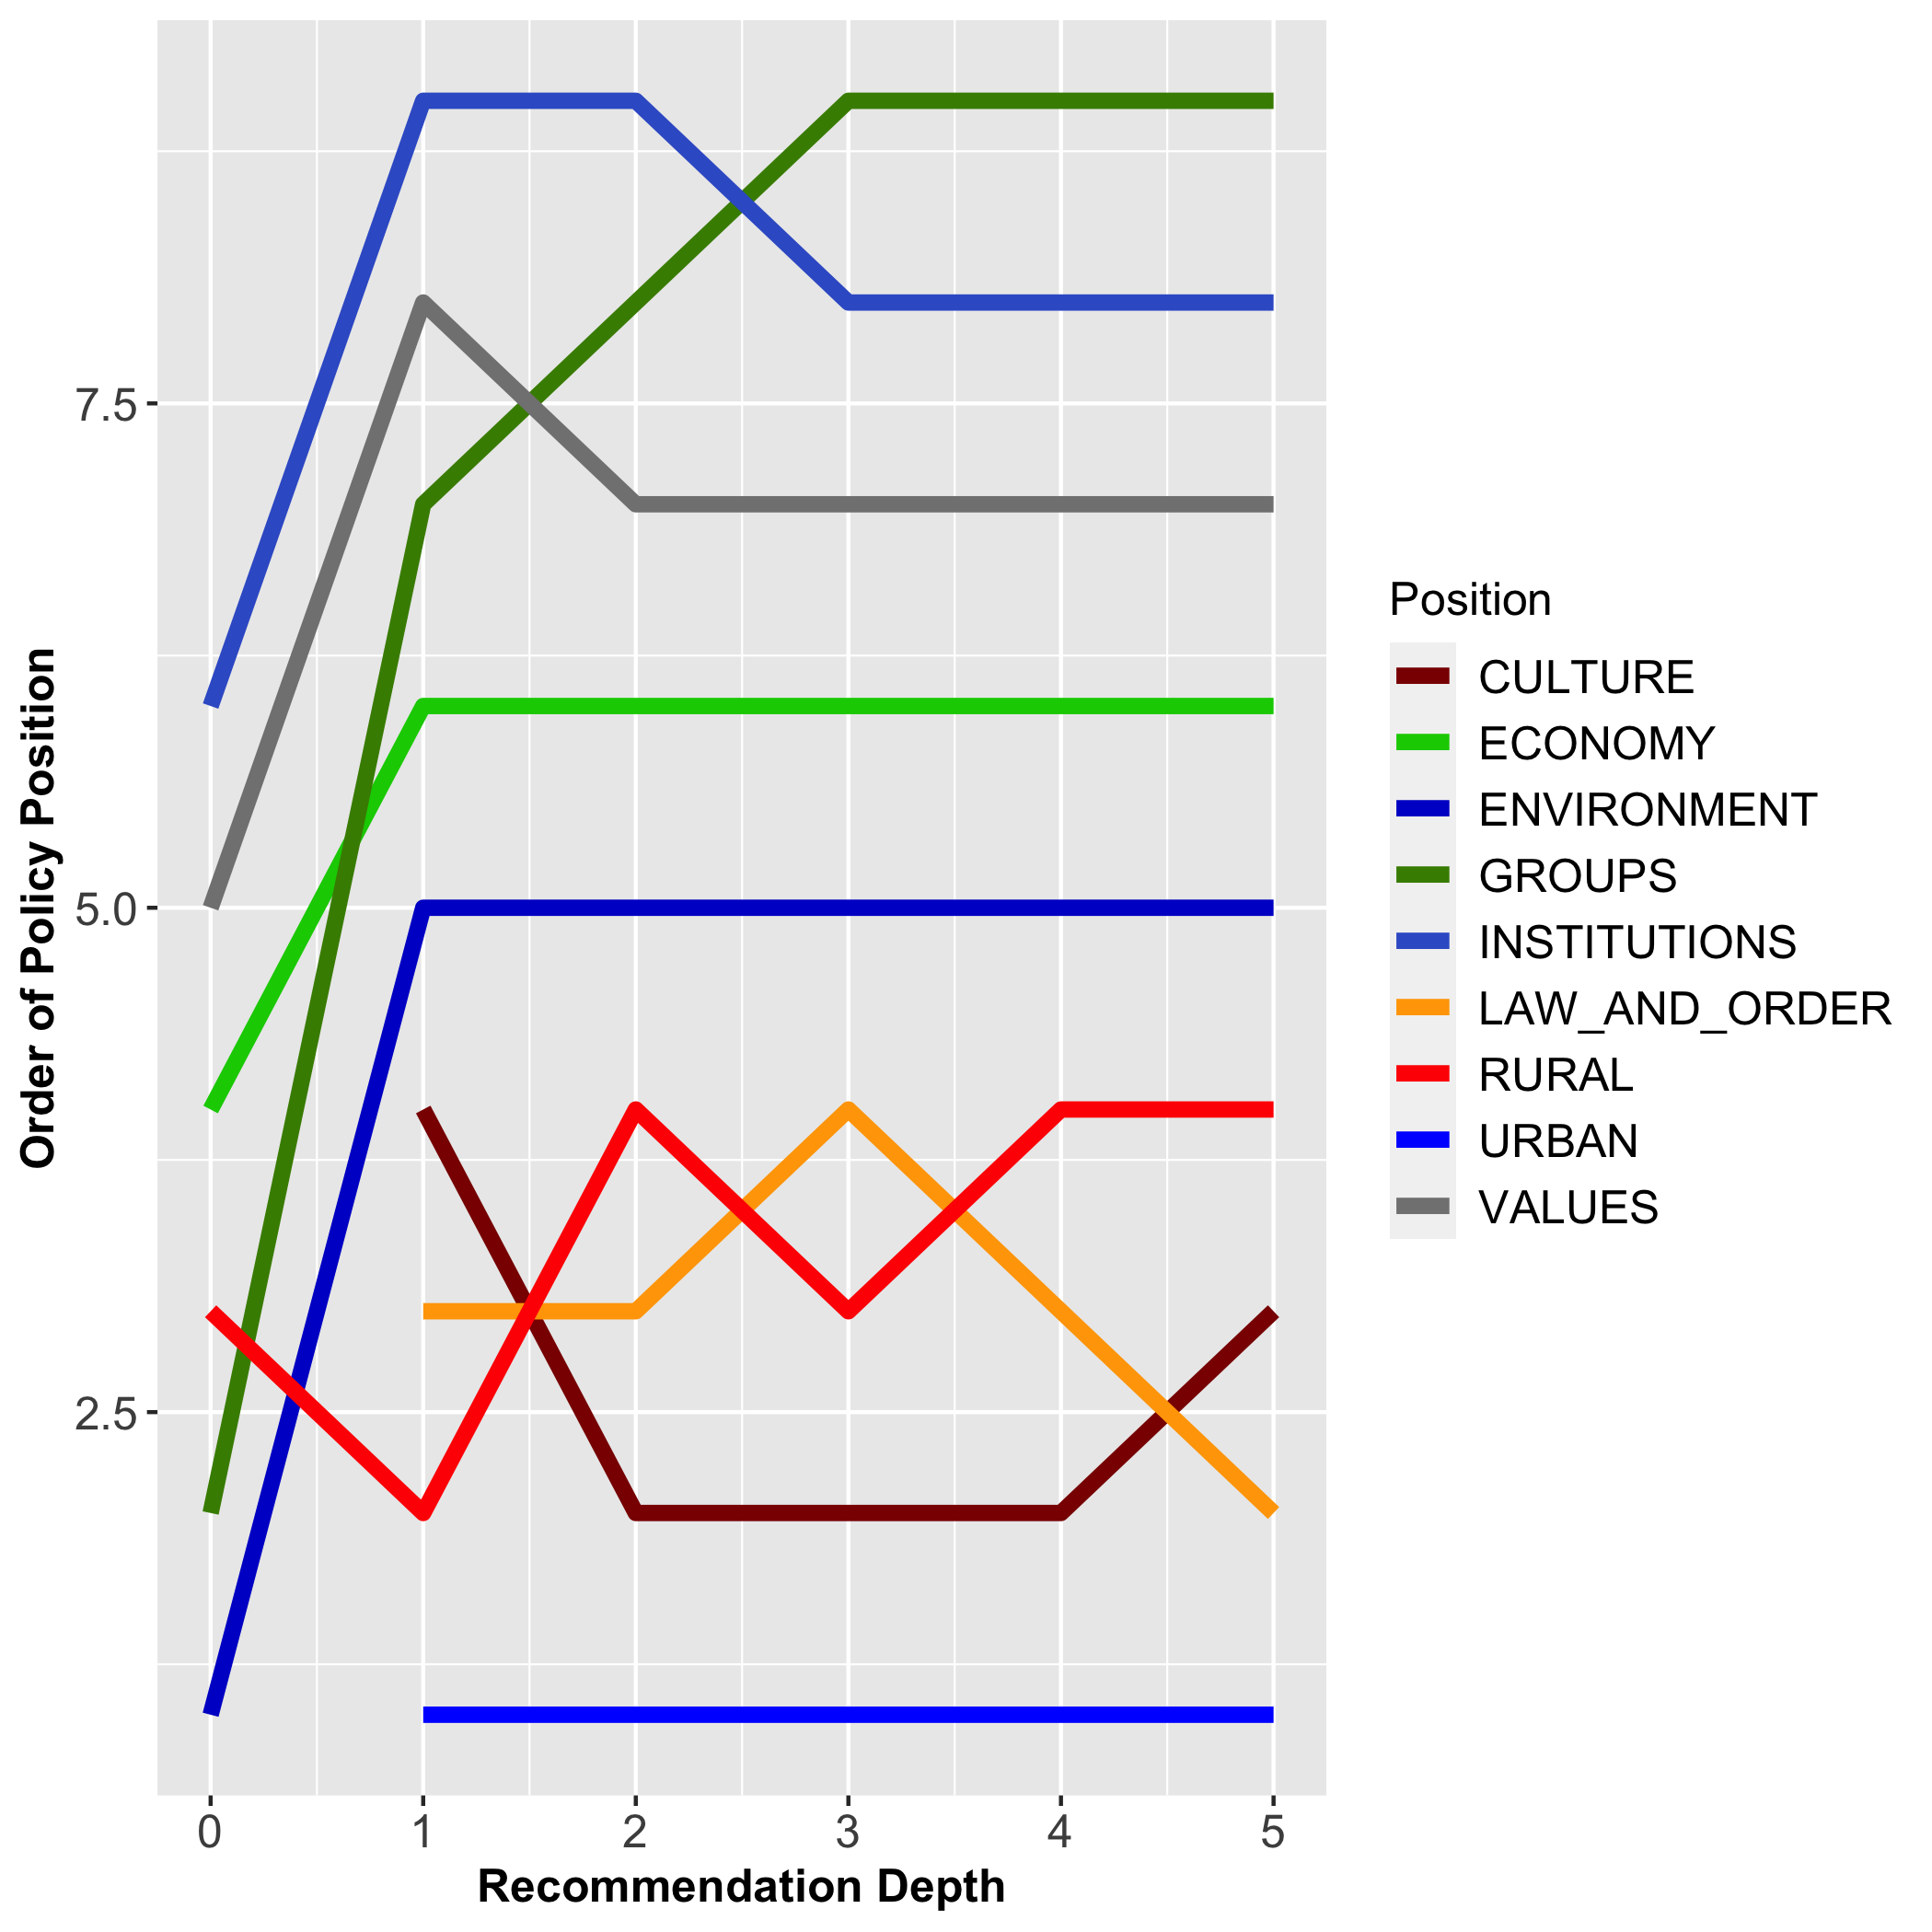 Order of Policy Position
7.5
5.0
2.5
0 1 2 3 4 5
Recommendation Depth
Position
CULTURE
ECONOMY
ENVIRONMENT
GROUPS
INSTITUTIONS
LAW_AND_ORDER
RURAL
URBAN
VALUES